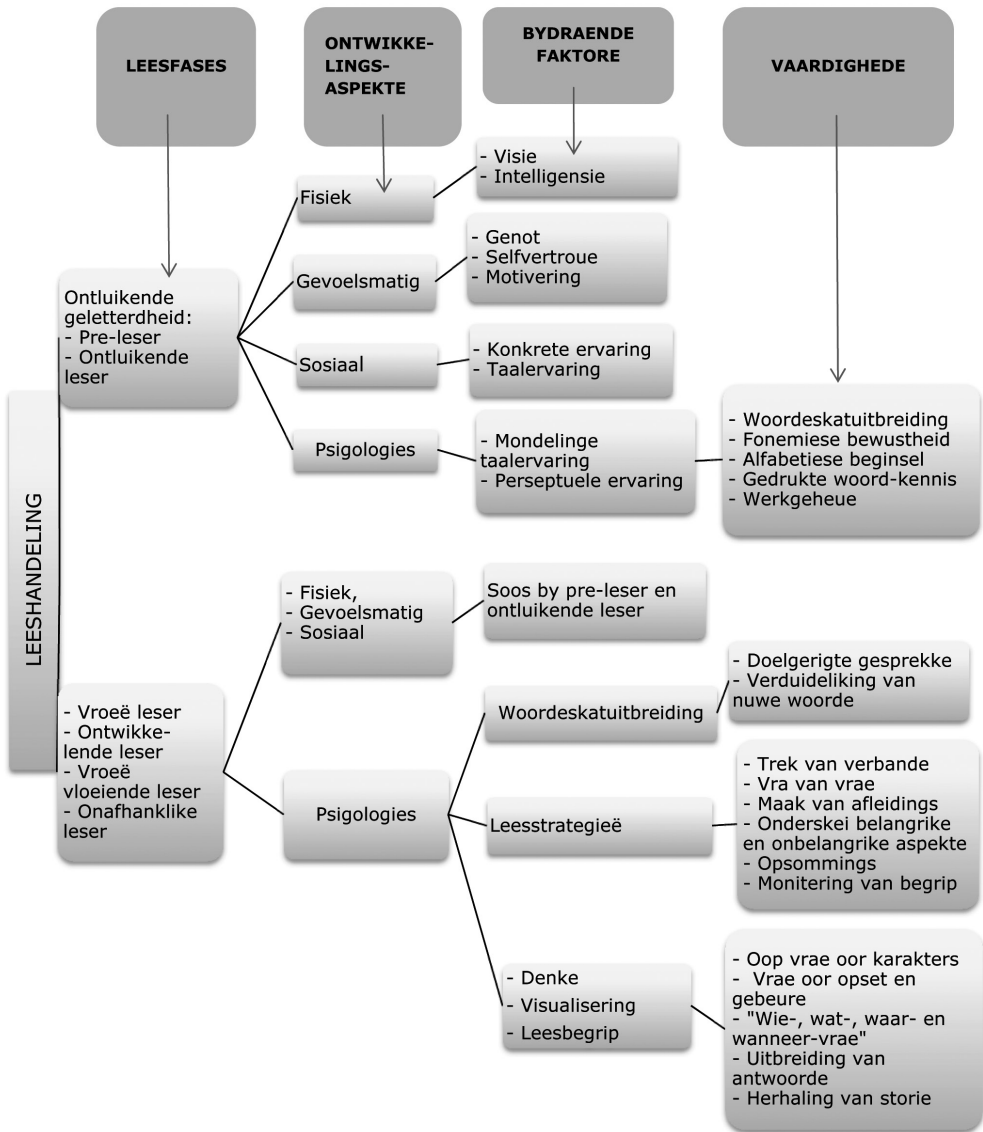 LEESFASES
ONTWIKKE-
LINGS-
ASPEKTE
BYDRAENDE
FAKTORE
VAARDIGHEDE
LEESHANDELING
Ontluikende
geletterdheid:
- Pre-leser
- Ontluikende
leser
Fisiek
- Visie
- Intelligensie
Gevoelsmatig
- Genot
- Selfvertroue
- Motivering
Sosiaal
- Konkrete ervaring
- Taalervaring
Psigologies
- Mondelinge
taalervaring
- Perseptuele ervaring
- Woordeskatuitbreiding
- Fonemiese bewustheid
- Alfabetiese beginsel
- Gedrukte woord-kennis
- Werkgeheue
- Vroeë leser
- Ontwikke-
lende leser
- Vroeë
vloeiende leser
- Onafhanklike
leser
- Fisiek,
- Gevoelsmatig
- Sosiaal
Soos by pre-leser en
ontluikende leser
Psigologies
Woordeskatuitbreiding
- Doelgerigte gesprekke
- Verduideliking van
nuwe woorde
Leesstrategieë
- Trek van verbande
- Vra van vrae
- Maak van afleidings
- Onderskei belangrike
en onbelangrike aspekte
- Opsommings
- Monitering van begrip
- Denke
- Visualisering
- Leesbegrip
- Oop vrae oor karakters
- Vrae oor opset en
gebeure
- "Wie-, wat-, waar- en
wanneer-vrae"
- Uitbreiding van
antwoorde
- Herhaling van storie